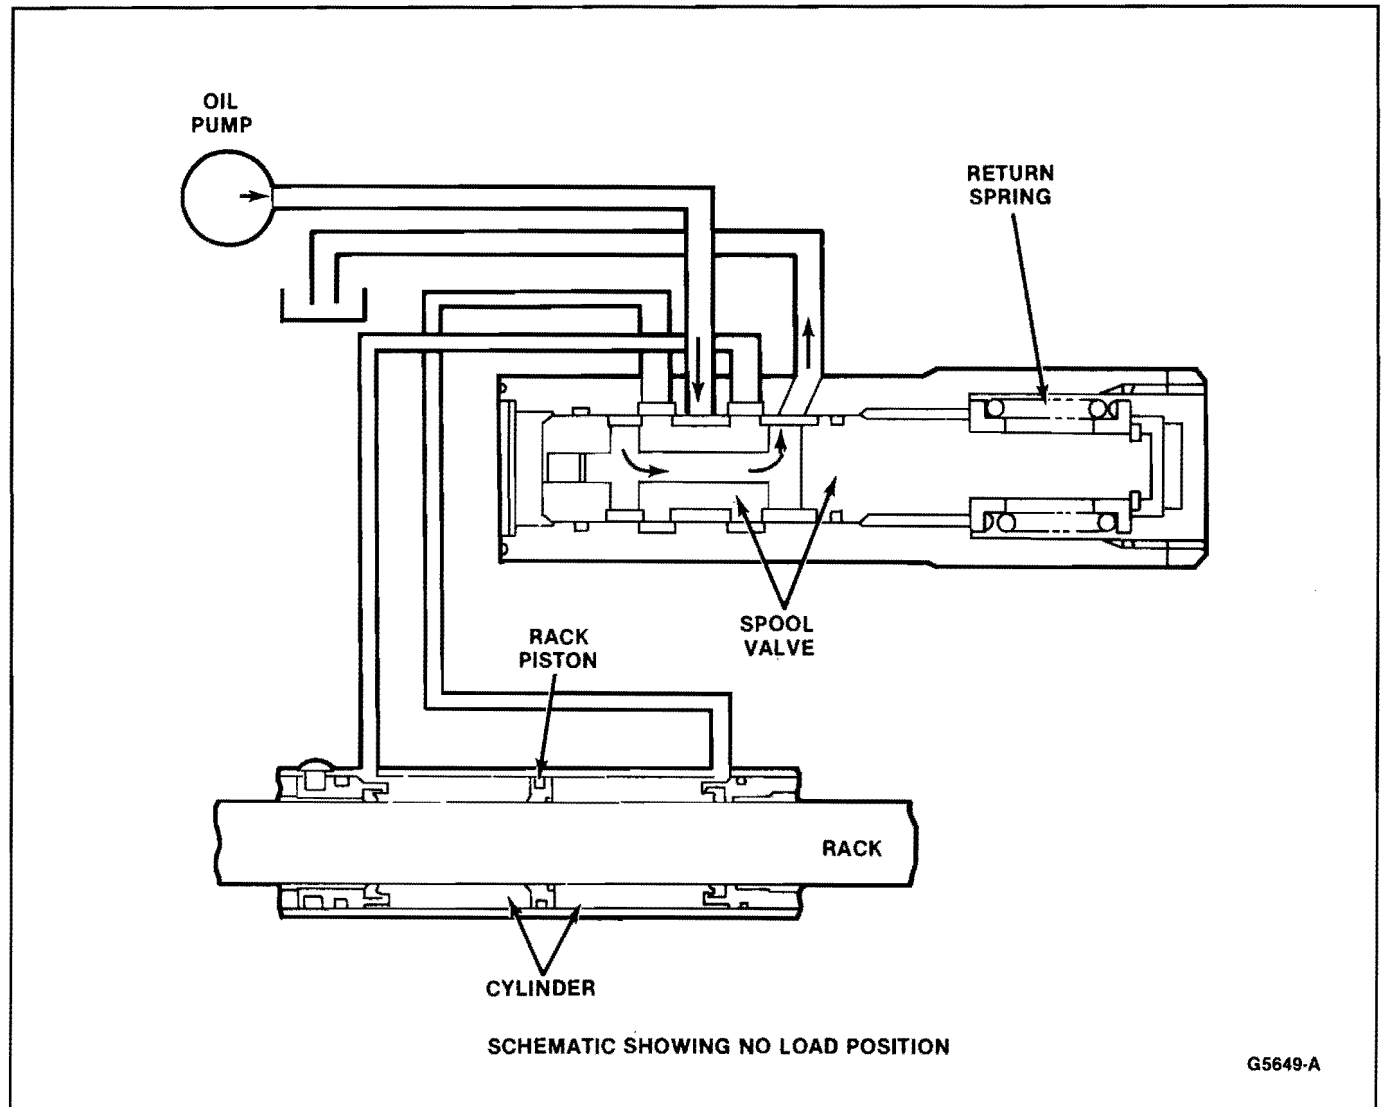 OIL
PUMP
RETURN
SPRING
SPOOL
VALVE
RACK
PISTON
RACK
CYLINDER
SCHEMATIC SHOWING NO LOAD POSITION
G5649-A